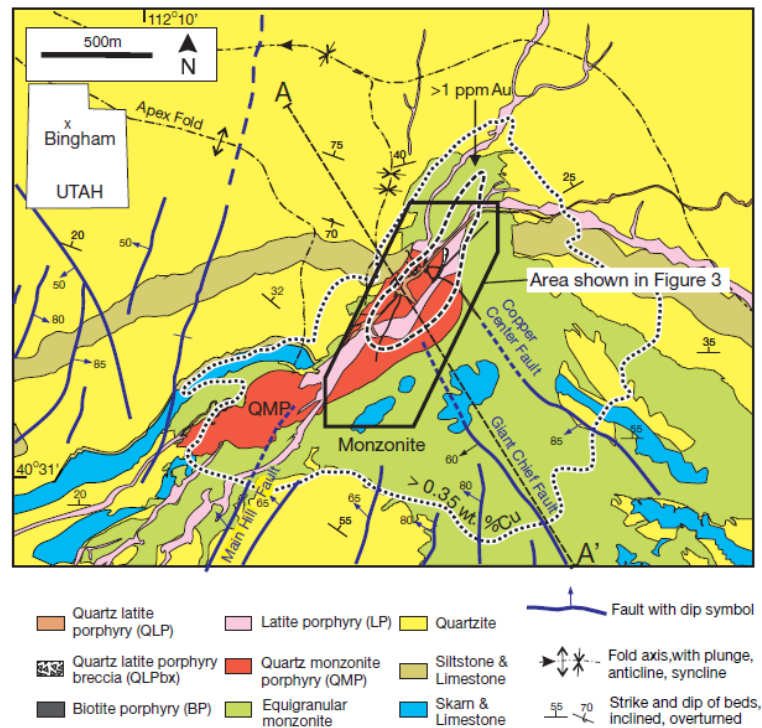 112°10'
500m
N
Bingham
UTAH
Apex Fold
A
>1 ppm Au
75
40
25
70
20
50
50
32
80
85
Area shown in Figure 3
Copper
Center Fault
35
QMP
Monzonite
40°31'
20
Main Hill Fault
65
55
65
80
80
60
Giant Chief Fault
85
55
> 0.35 wt. %Cu
A'
Quartz latite
porphyry (QLP)
Latite porphyry (LP)
Quartzite
Fault with dip symbol
Quartz latite porphyry
breccia (QLPbx)
Quartz monzonite
porphyry (QMP)
Siltstone &
Limestone
Fold axis,with plunge,
anticline, syncline
Biotite porphyry (BP)
Equigranular
monzonite
Skarn &
Limestone
55 70
Strike and dip of beds,
inclined, overturned